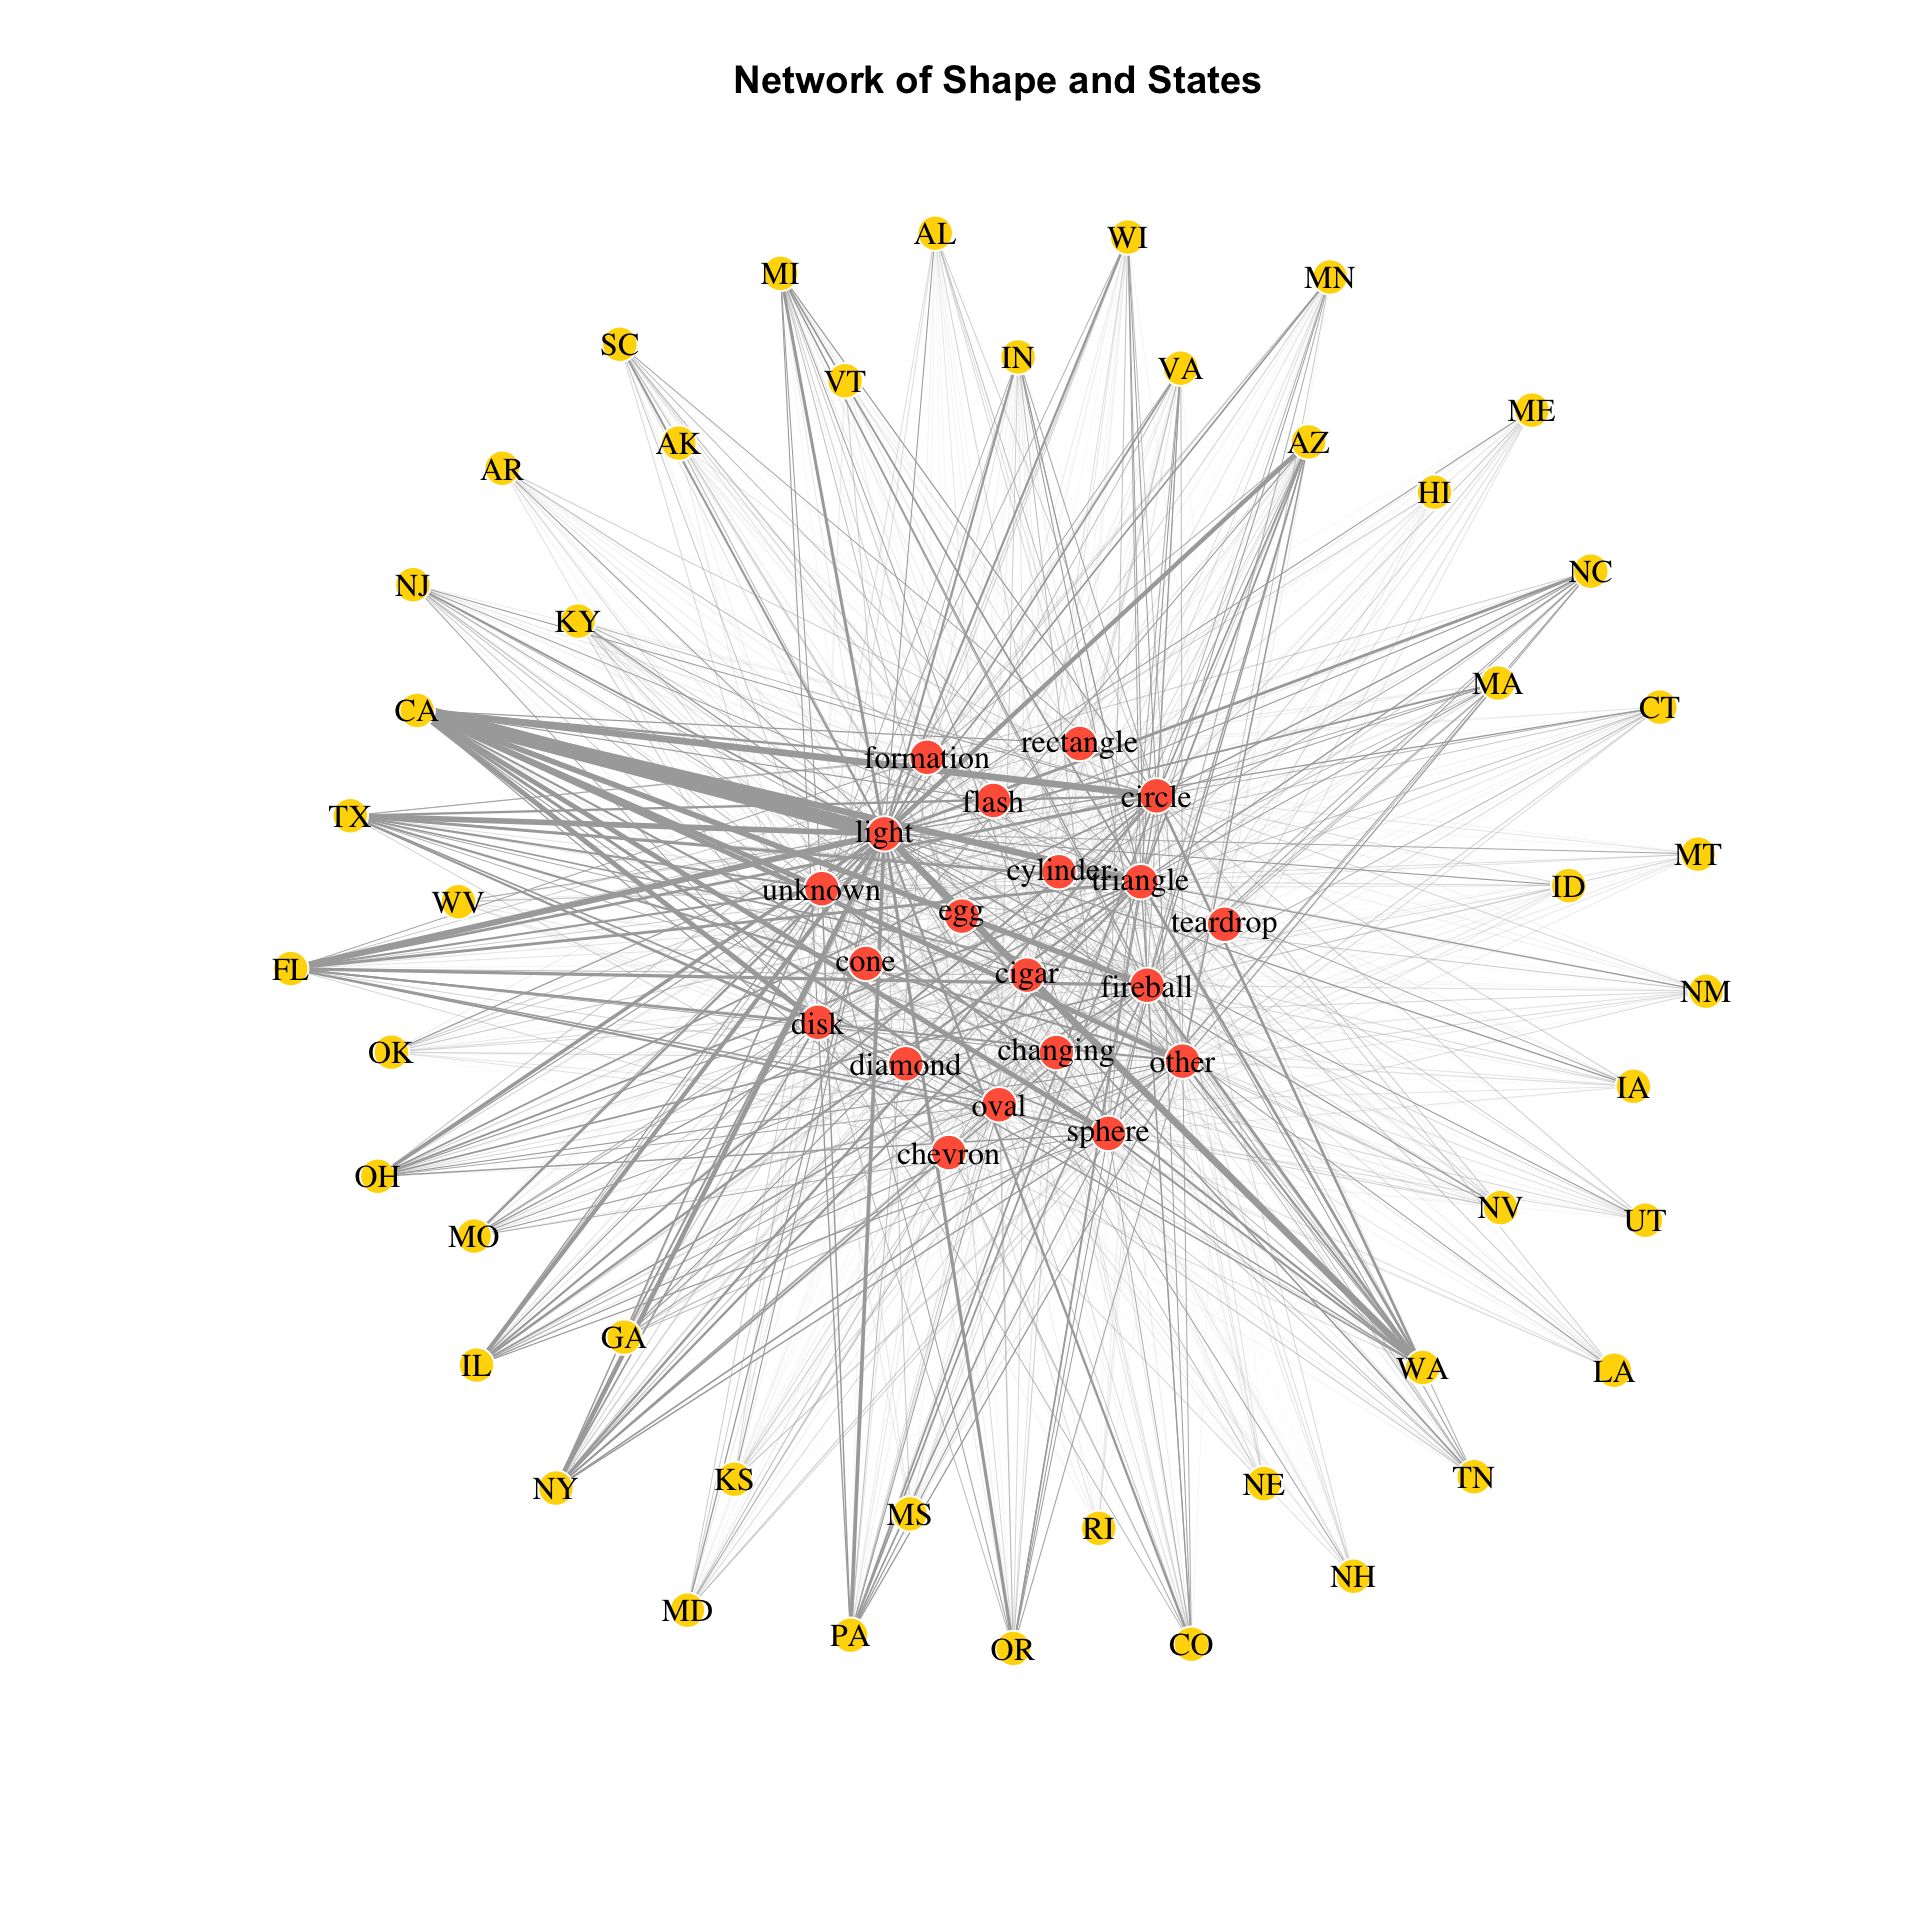 Network of Shape and States
AL
WI
MI
MN
SC
IN
VT
VA
ME
AK
AZ
AR
HI
NC
NJ
KY
MA
CA
CT
rectangle
formation
flash
circle
TX
light
MT
cylinder
triangle
ID
unknown
WV
egg
teardrop
FL
cone
cigar
fireball
NM
disk
OK
changing
diamond
other
IA
oval
sphere
chevron
OH
NV
UT
MO
GA
IL
WA
LA
NY
KS
NE
TN
MS
RI
NH
MD
PA
OR
CO